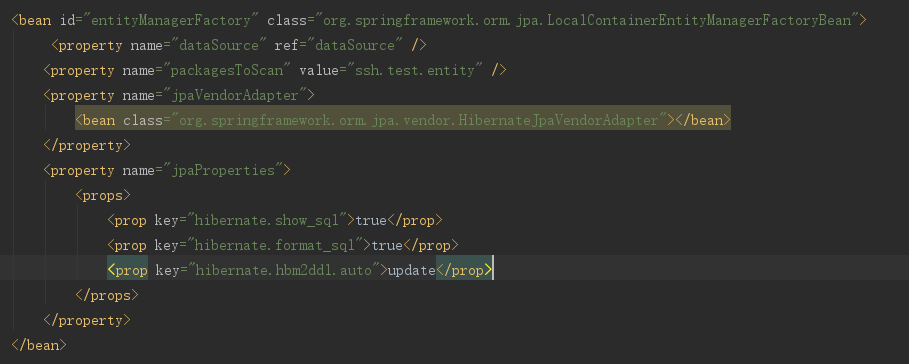 <bean id="entityManagerFactory" class="org.springframework.orm.jpa.LocalContainerEntityManagerFactoryBean">
<property name="dataSource" ref="dataSource" />
<property name="packagesToScan" value="ssh.test.entity" />
<property name="jpaVendorAdapter">
<bean class="org.springframework.orm.jpa.vendor.HibernateJpaVendorAdapter"></bean>
</property>
<property name="jpaProperties">
<props>
<prop key="hibernate.show_sql">true</prop>
<prop key="hibernate.format_sql">true</prop>
<prop key="hibernate.hbm2ddl.auto">update</prop>
</props>
</property>
</bean>